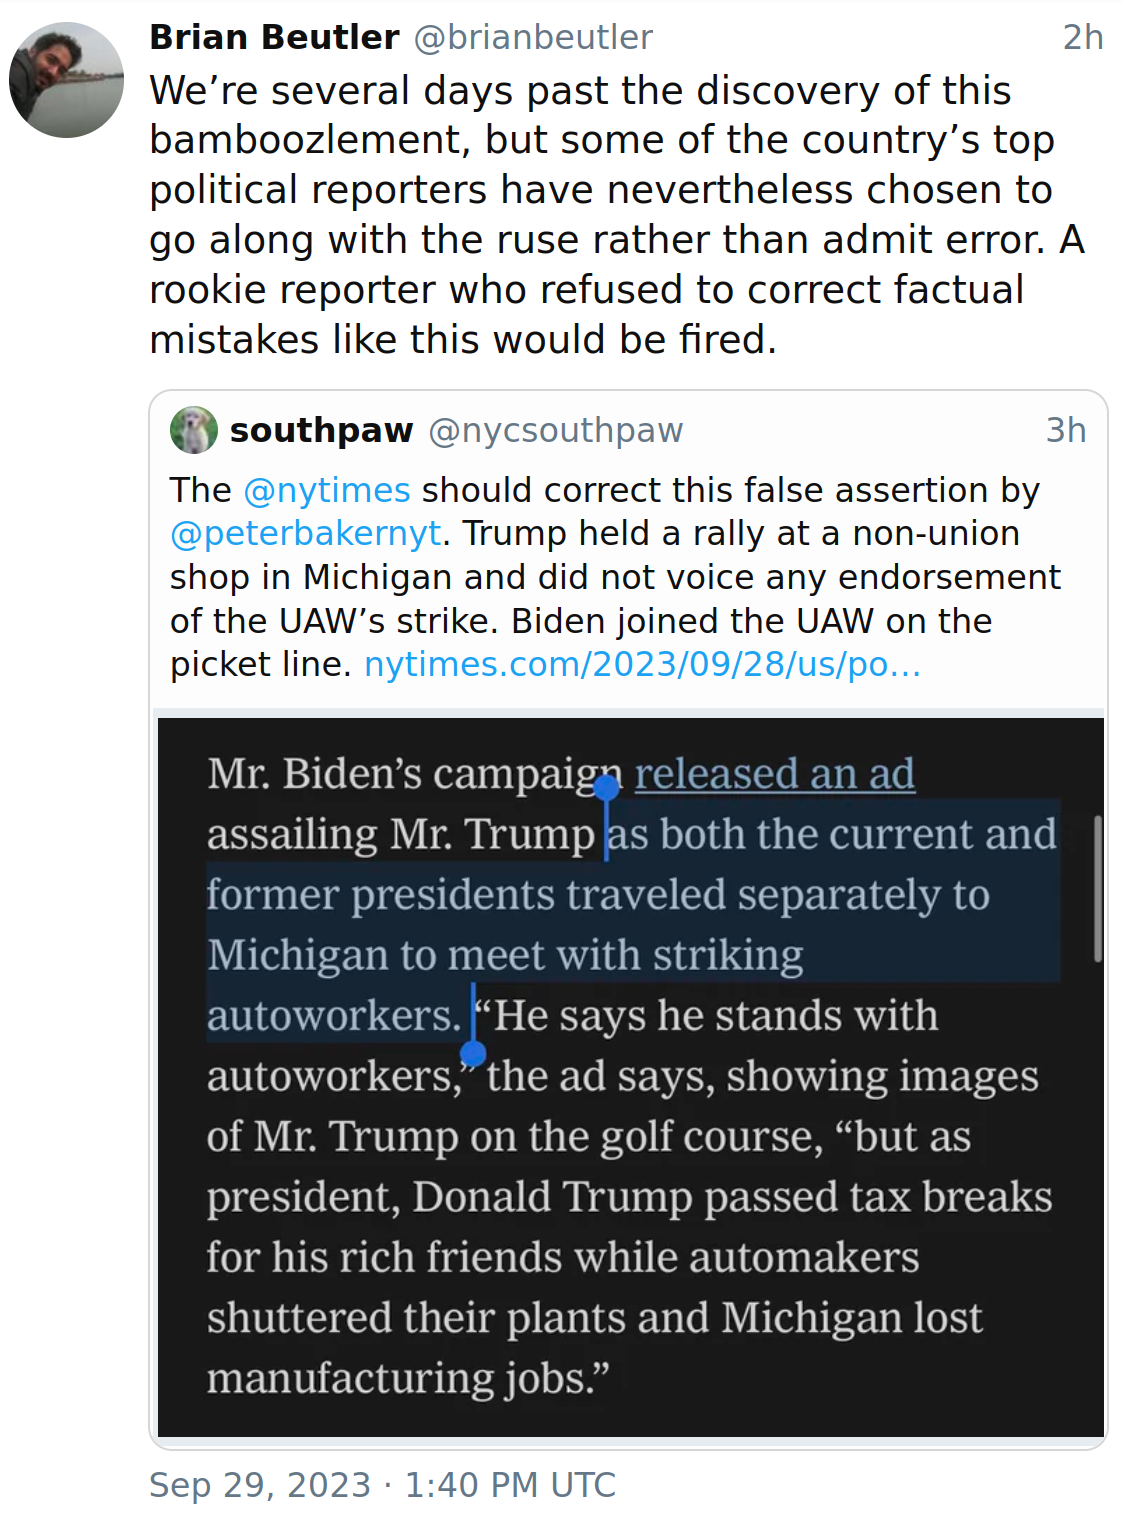 Brian Beutler @brianbeutler 2h
We’re several days past the discovery of this
bamboozlement, but some of the country’s top
political reporters have nevertheless chosen to
go along with the ruse rather than admit error. A
rookie reporter who refused to correct factual
mistakes like this would be fired.
southpaw @nycsouthpaw 3h
The @nytimes should correct this false assertion by
@peterbakernyt. Trump held a rally at a non-union
shop in Michigan and did not voice any endorsement
of the UAW’s strike. Biden joined the UAW on the
picket line. nytimes.com/2023/09/28/us/po…
Mr. Biden’s campaign released an ad
assailing Mr. Trump as both the current and
former presidents traveled separately to
Michigan to meet with striking
autoworkers. “He says he stands with
autoworkers,” the ad says, showing images
of Mr. Trump on the golf course, “but as
president, Donald Trump passed tax breaks
for his rich friends while automakers
shuttered their plants and Michigan lost
manufacturing jobs.”
Sep 29, 2023 · 1:40 PM UTC